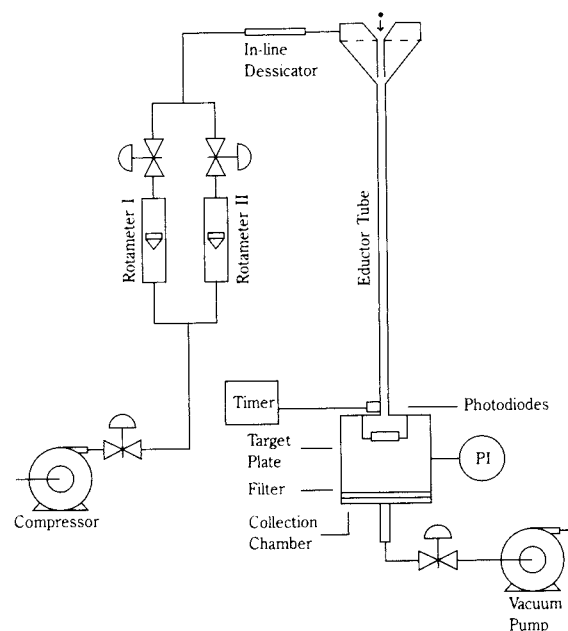 In-line
Dessicator
Rotameter I
Rotameter II
Eductor Tube
Timer
Photodiodes
Target
Plate
PI
Filter
Compressor
Collection
Chamber
Vacuum
Pump